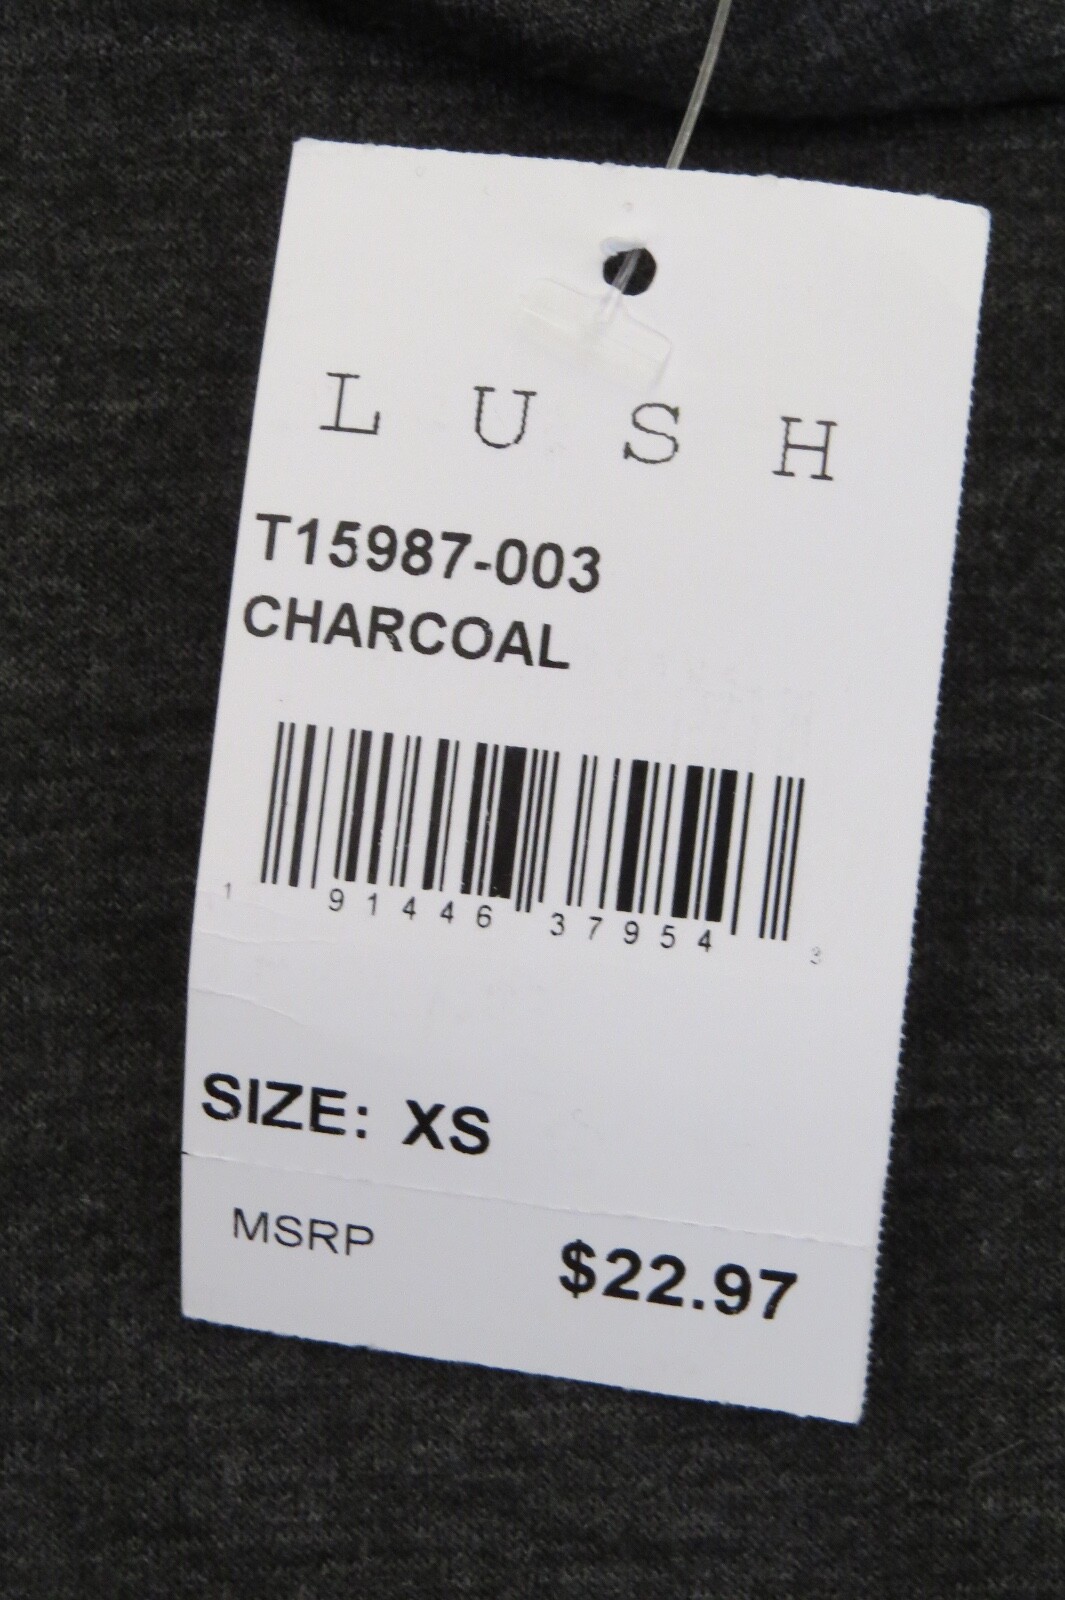 L U S H
T15987-003
CHARCOAL
1 91446 37954 3
SIZE: XS
MSRP $22.97